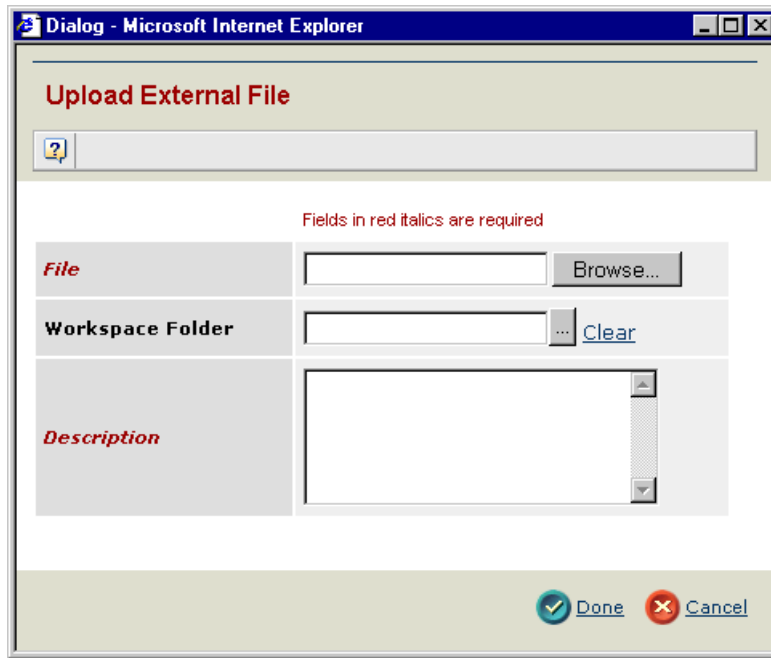 Dialog - Microsoft Internet Explorer
Upload External File
?
Fields in red italics are required
File
Browse...
Workspace Folder
...
Clear
Description
Done
Cancel